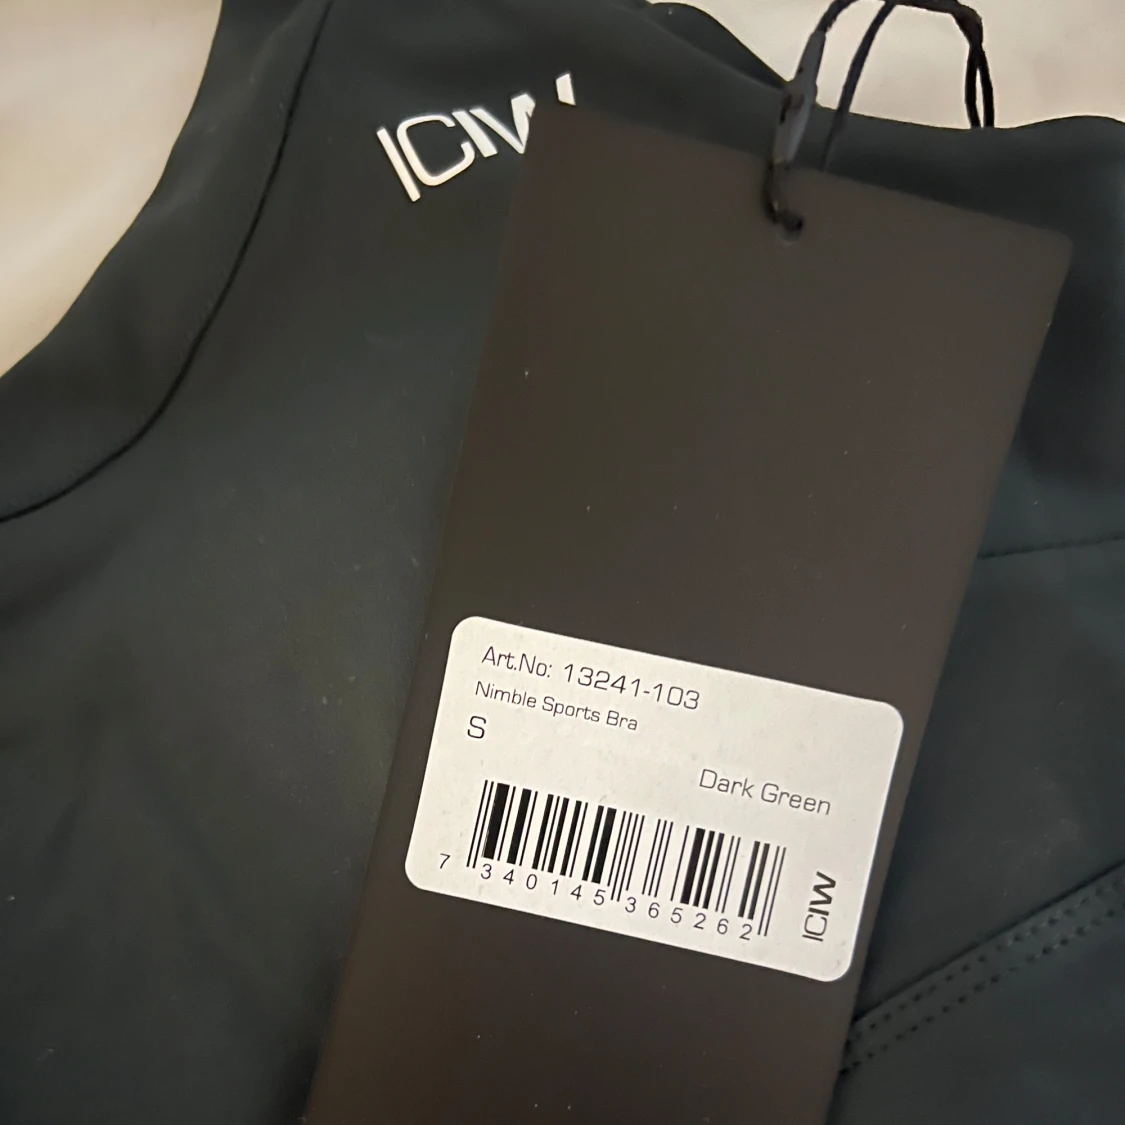 ICIW
Art.No: 13241-103
Nimble Sports Bra
S
Dark Green
7 340145 365262
ICIW